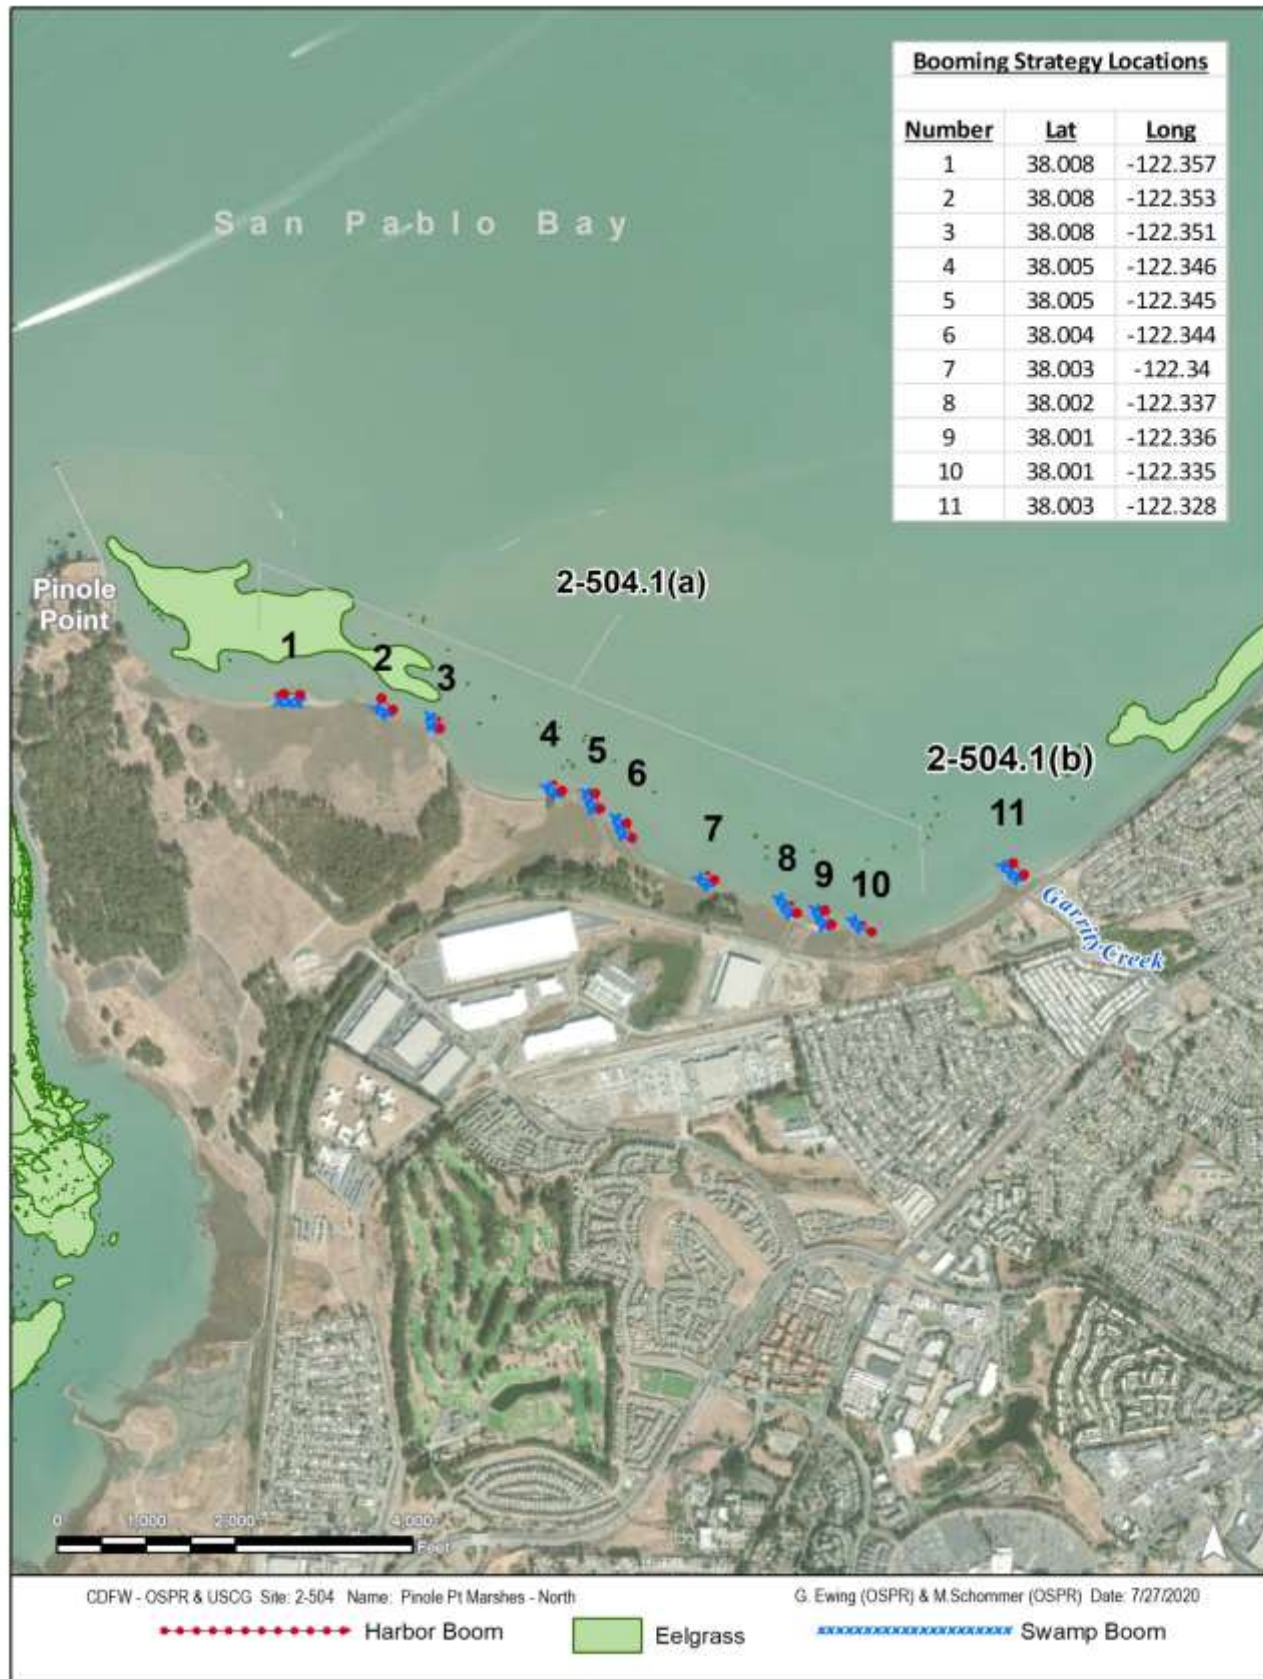 Booming Strategy Locations
Number Lat Long
1 38.008 -122.357
2 38.008 -122.353
3 38.008 -122.351
4 38.005 -122.346
5 38.005 -122.345
6 38.004 -122.344
7 38.003 -122.34
8 38.002 -122.337
9 38.001 -122.336
10 38.001 -122.335
11 38.003 -122.328
San Pablo Bay
2-504.1(a)
Pinole
Point
1
2
3
4
5
6
2-504.1(b)
11
7
8
9
10
Garrity Creek
0 1,000 2,000 4,000
Feet
CDFW - OSPR & USCG Site: 2-504 Name: Pinole Pt Marshes - North
G. Ewing (OSPR) & M.Schommer (OSPR) Date: 7/27/2020
Harbor Boom
Eelgrass
Swamp Boom